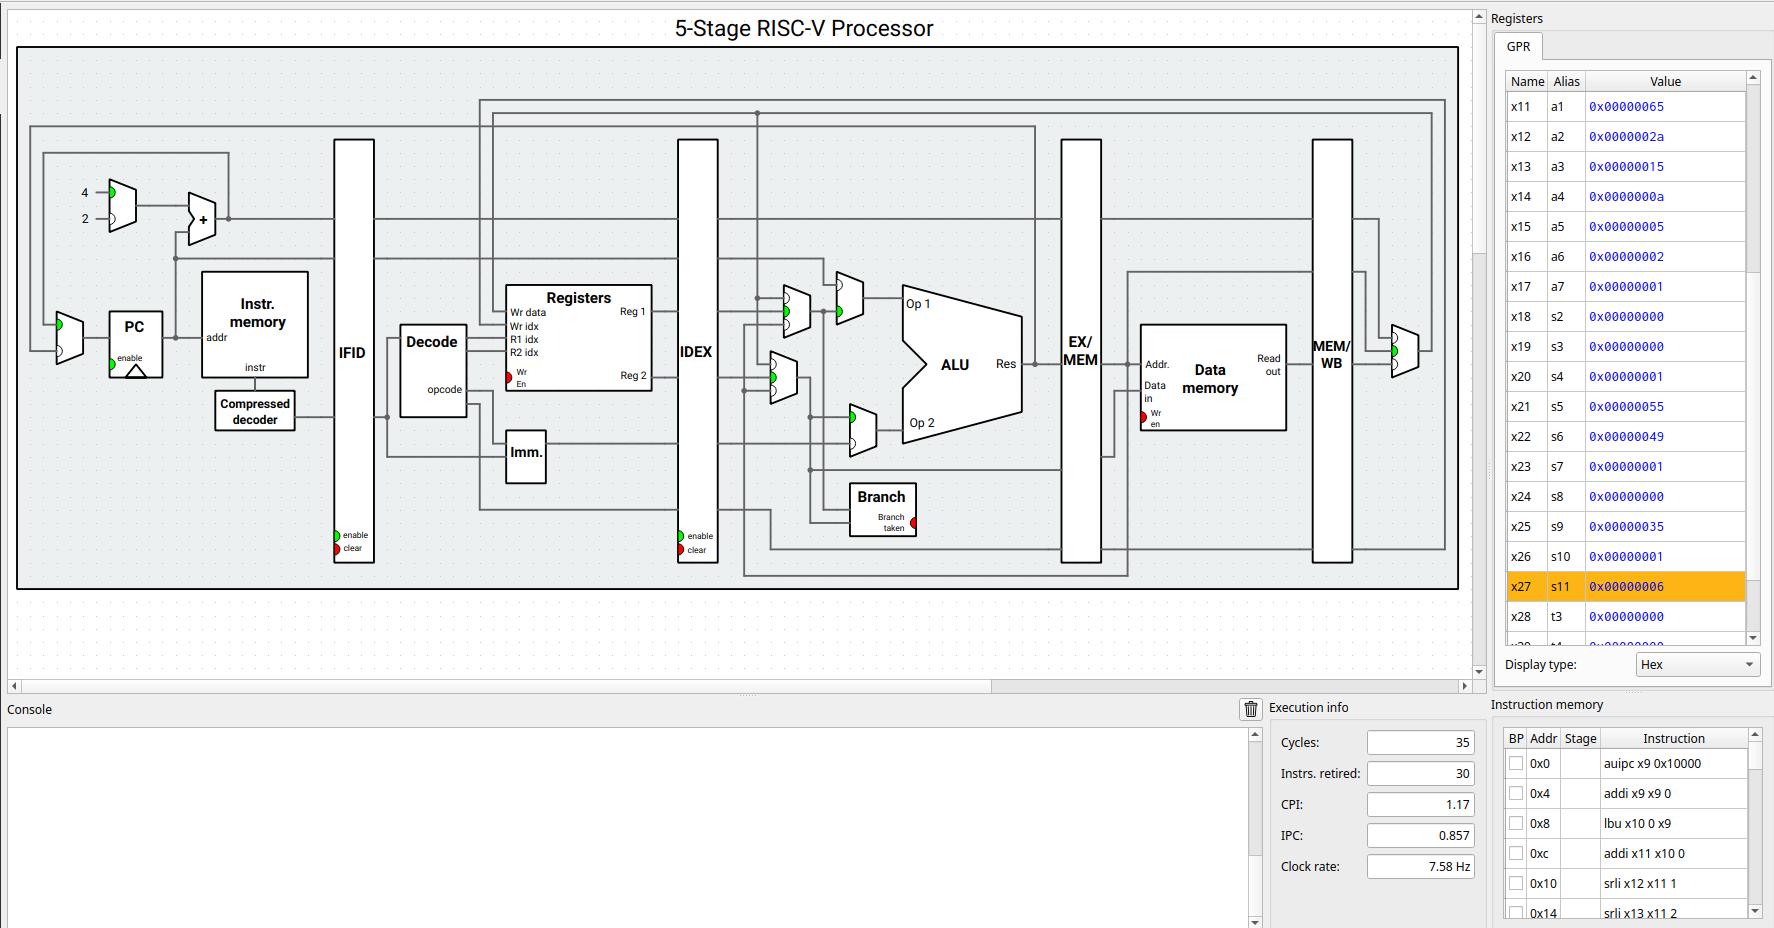 5-Stage RISC-V Processor
4
2
+
PC
enable
Instr.
memory
addr
instr
Compressed
decoder
IFID
enable
clear
Decode
opcode
Registers
Wr data
Wr idx
R1 idx
R2 idx
Wr
En
Reg 1
Reg 2
Imm.
IDEX
enable
clear
Op 1
ALU
Res
Op 2
Branch
Branch
taken
EX/
MEM
Addr.
Data
in
Wr
en
Data
memory
Read
out
MEM/
WB
Registers
GPR
Name Alias Value
x11 a1 0x00000065
x12 a2 0x0000002a
x13 a3 0x00000015
x14 a4 0x0000000a
x15 a5 0x00000005
x16 a6 0x00000002
x17 a7 0x00000001
x18 s2 0x00000000
x19 s3 0x00000000
x20 s4 0x00000001
x21 s5 0x00000055
x22 s6 0x00000049
x23 s7 0x00000001
x24 s8 0x00000000
x25 s9 0x00000035
x26 s10 0x00000001
x27 s11 0x00000006
x28 t3 0x00000000
Display type: Hex
Console
Execution info
Cycles: 35
Instrs. retired: 30
CPI: 1.17
IPC: 0.857
Clock rate: 7.58 Hz
Instruction memory
BP Addr Stage Instruction
0x0 auipc x9 0x10000
0x4 addi x9 x9 0
0x8 lbu x10 0 x9
0xc addi x11 x10 0
0x10 srli x12 x11 1
0x14 srli x13 x11 2